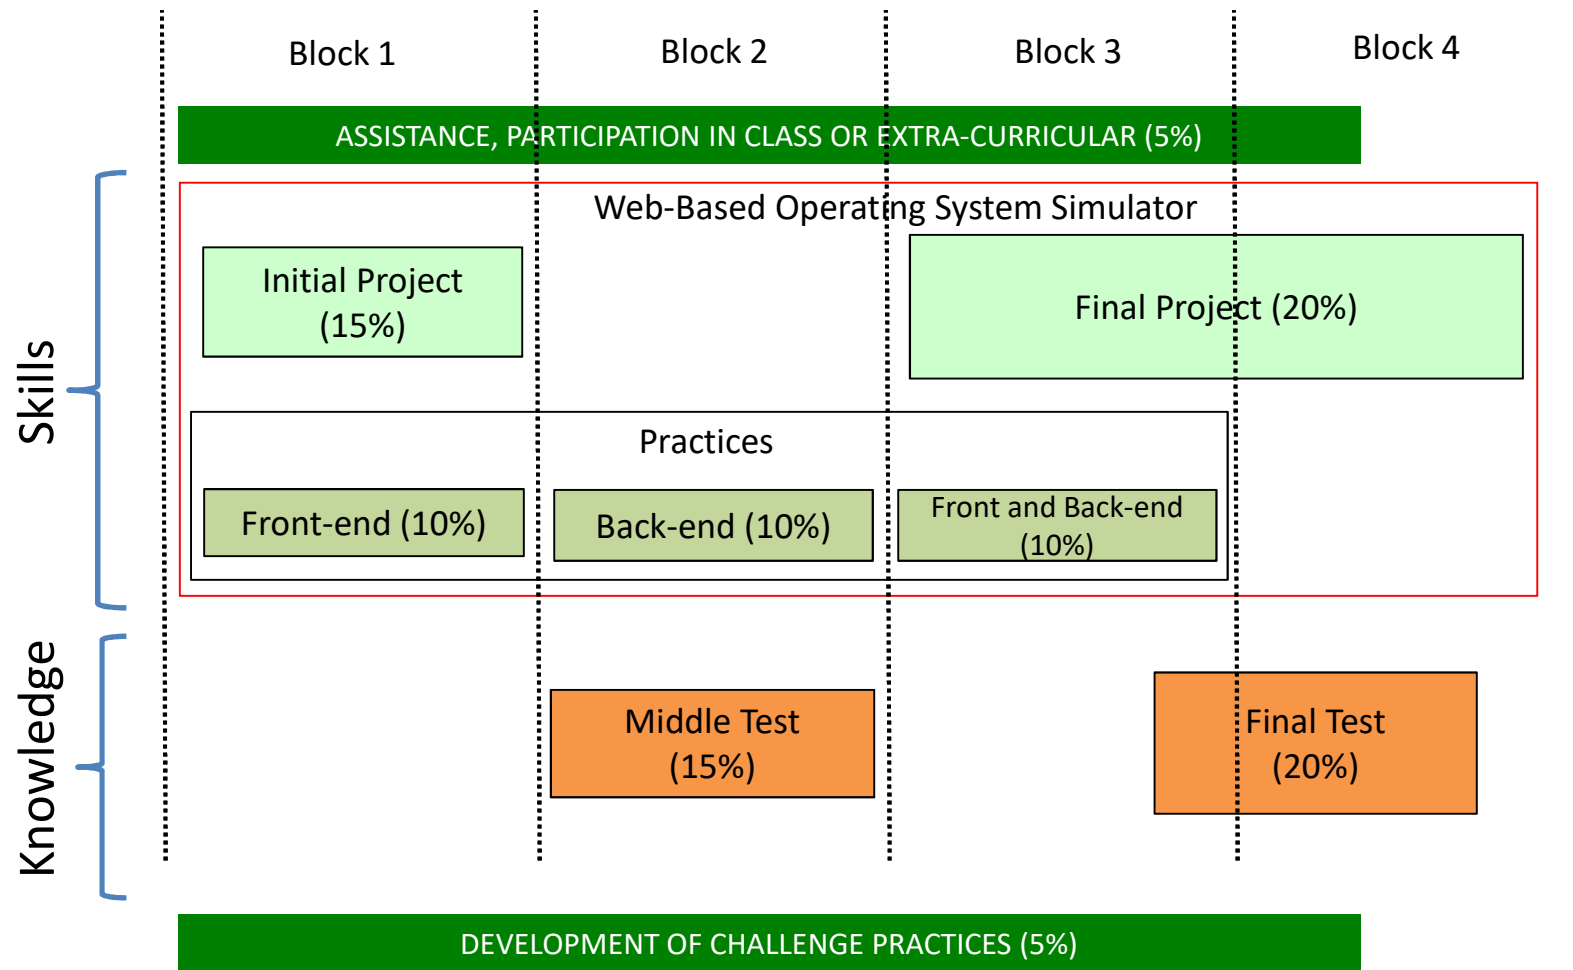 Block 1
Block 2
Block 3
Block 4
ASSISTANCE, PARTICIPATION IN CLASS OR EXTRA-CURRICULAR (5%)
Skills
Web-Based Operating System Simulator
Initial Project
(15%)
Final Project (20%)
Practices
Front-end (10%)
Back-end (10%)
Front and Back-end
(10%)
Knowledge
Middle Test
(15%)
Final Test
(20%)
DEVELOPMENT OF CHALLENGE PRACTICES (5%)